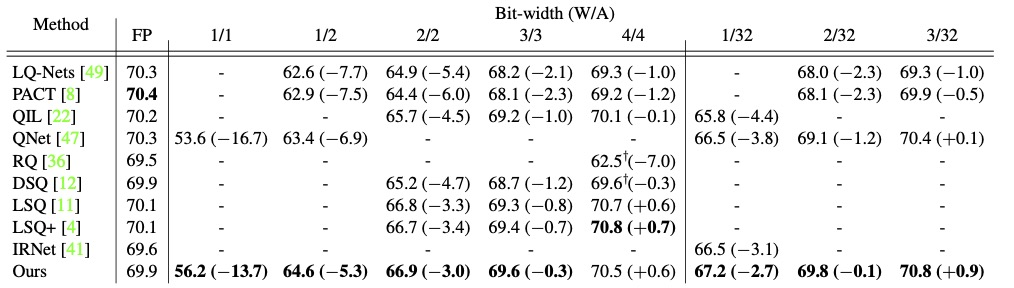 Method Bit-width (W/A)
FP 1/1 1/2 2/2 3/3 4/4 1/32 2/32 3/32
LQ-Nets [49] 70.3 - 62.6 (−7.7) 64.9 (−5.4) 68.2 (−2.1) 69.3 (−1.0) - 68.0 (−2.3) 69.3 (−1.0)
PACT [8] 70.4 - 62.9 (−7.5) 64.4 (−6.0) 68.1 (−2.3) 69.2 (−1.2) - 68.1 (−2.3) 69.9 (−0.5)
QIL [22] 70.2 - - 65.7 (−4.5) 69.2 (−1.0) 70.1 (−0.1) 65.8 (−4.4) - -
QNet [47] 70.3 53.6 (−16.7) 63.4 (−6.9) - - - 66.5 (−3.8) 69.1 (−1.2) 70.4 (+0.1)
RQ [36] 69.5 - - - - 62.5†(−7.0) - - -
DSQ [12] 69.9 - - 65.2 (−4.7) 68.7 (−1.2) 69.6†(−0.3) - - -
LSQ [11] 70.1 - - 66.8 (−3.3) 69.3 (−0.8) 70.7 (+0.6) - - -
LSQ+ [4] 70.1 - - 66.7 (−3.4) 69.4 (−0.7) 70.8 (+0.7) - - -
IRNet [41] 69.6 - - - - - 66.5 (−3.1) - -
Ours 69.9 56.2 (−13.7) 64.6 (−5.3) 66.9 (−3.0) 69.6 (−0.3) 70.5 (+0.6) 67.2 (−2.7) 69.8 (−0.1) 70.8 (+0.9)